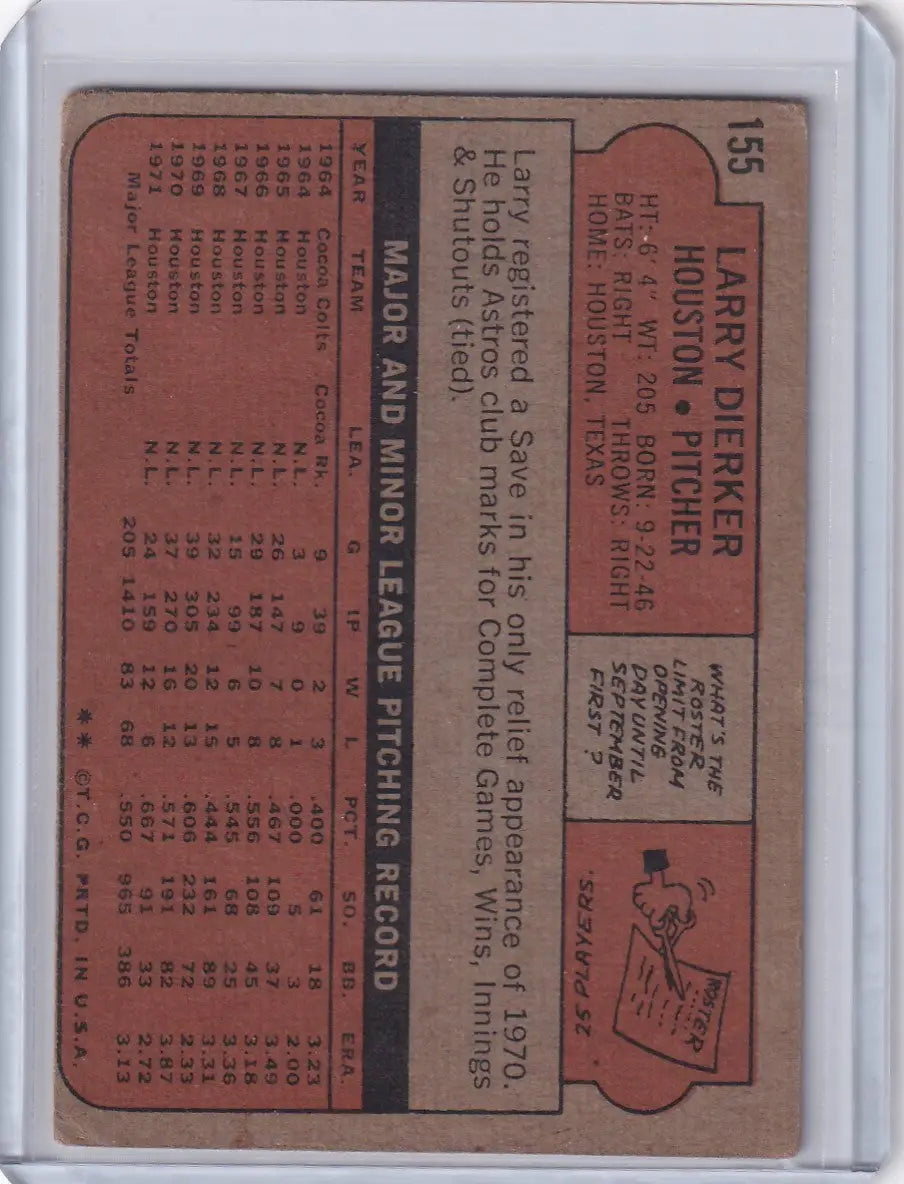 155
LARRY DIERKER
HOUSTON • PITCHER
HT: 6' 4" WT: 205 BORN: 9-22-46
BATS: RIGHT THROWS: RIGHT
HOME: HOUSTON, TEXAS
WHAT'S THE
ROSTER
LIMIT FROM
OPENING
DAY UNTIL
SEPTEMBER
FIRST?
ROSTER
25 PLAYERS.
Larry registered a Save in his only relief appearance of 1970.
He holds Astros club marks for Complete Games, Wins, Innings
& Shutouts (tied).
MAJOR AND MINOR LEAGUE PITCHING RECORD
YEAR TEAM LEA. G IP W L PCT. SO. BB. ERA.
1964 Cocoa Colts Cocoa Rk. 9 39 2 3 .400 61 18 3.23
1964 Houston N.L. 3 9 0 1 .000 5 3 2.00
1965 Houston N.L. 26 147 7 8 .467 109 37 3.49
1966 Houston N.L. 29 187 10 8 .556 108 45 3.18
1967 Houston N.L. 15 99 6 5 .545 68 25 3.36
1968 Houston N.L. 32 234 12 15 .444 161 89 3.31
1969 Houston N.L. 39 305 20 13 .606 232 72 2.33
1970 Houston N.L. 37 270 16 12 .571 191 82 3.87
1971 Houston N.L. 24 159 12 6 .667 91 33 2.72
Major League Totals 205 1410 83 68 .550 965 386 3.13
** ©T.C.G. PRTD. IN U.S.A.